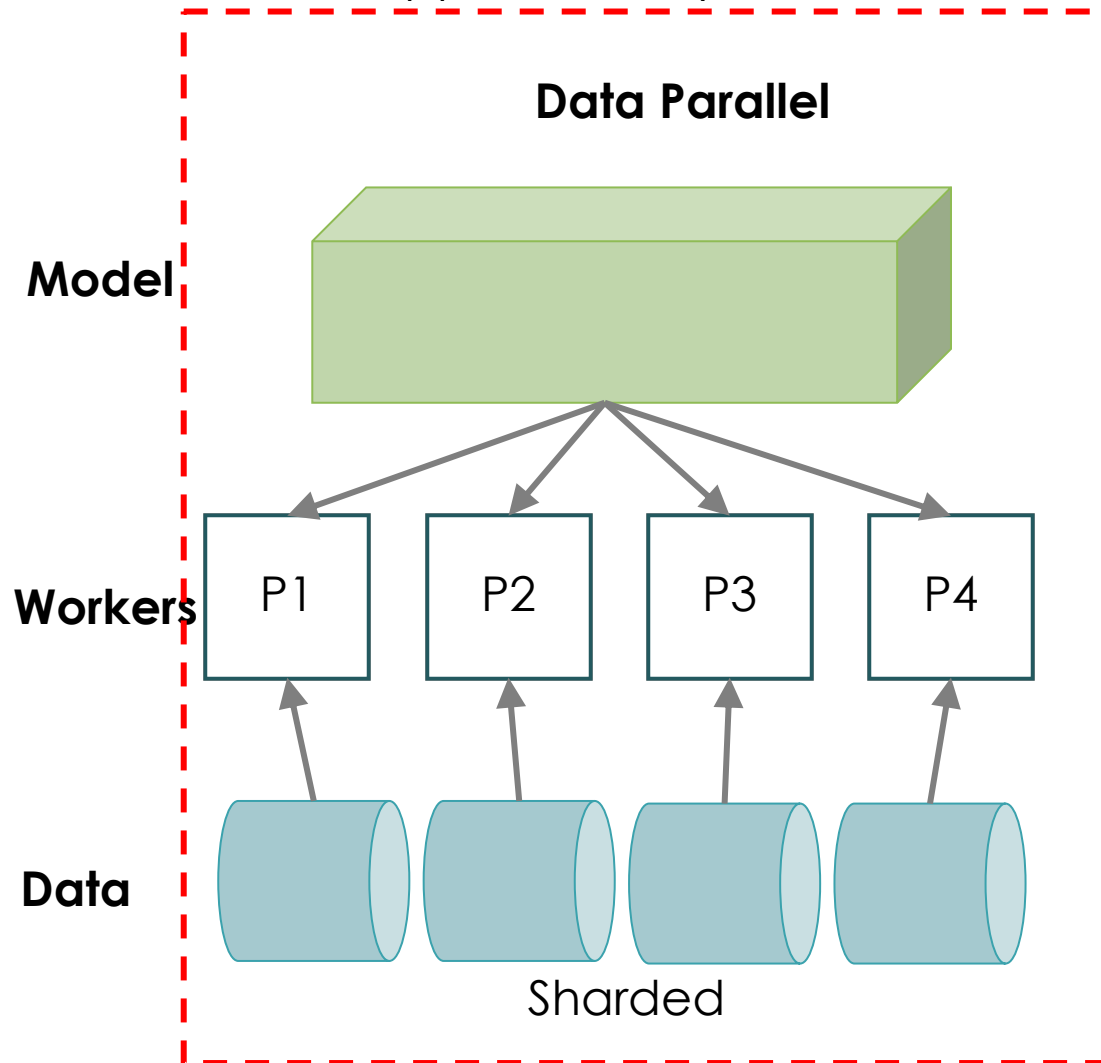 Data Parallel
Model
P1 P2 P3 P4
Workers
Data
Sharded